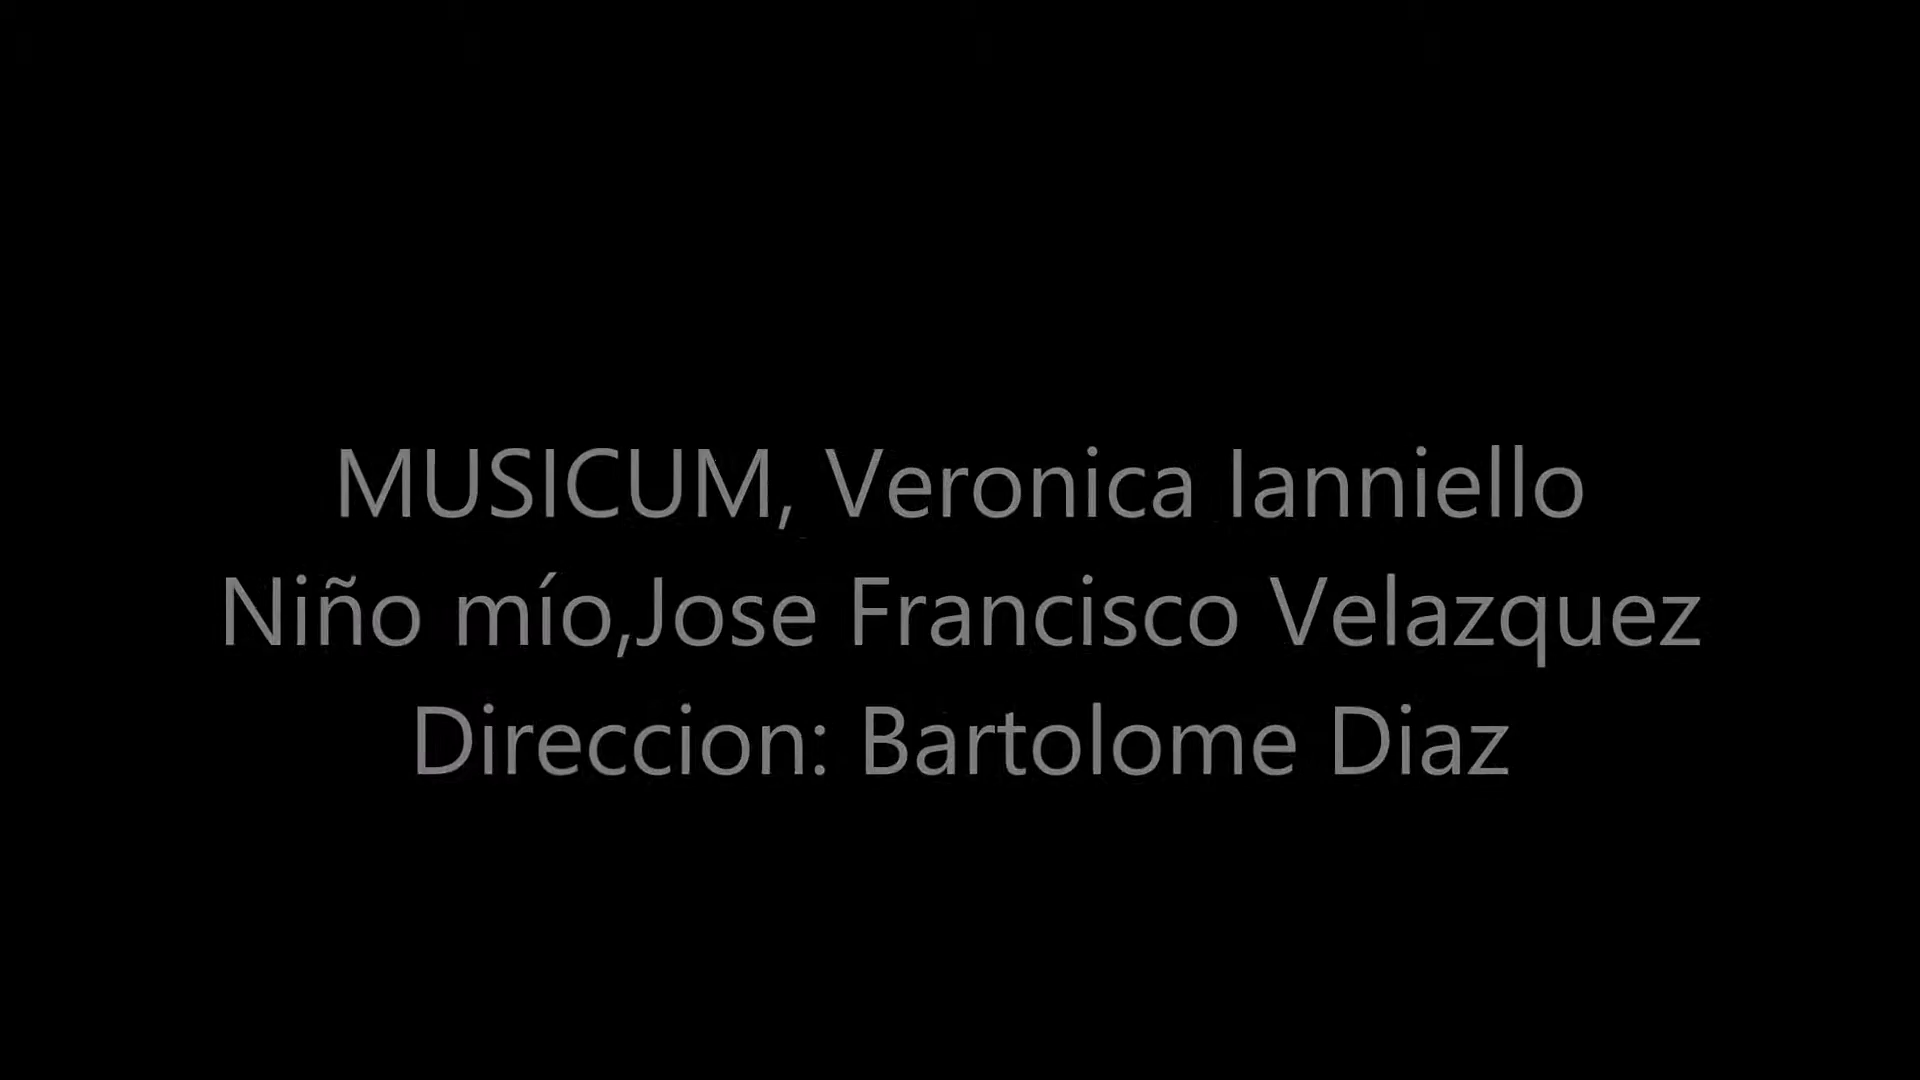 MUSICUM, Veronica Ianniello
Niño mío,Jose Francisco Velazquez
Direccion: Bartolome Diaz